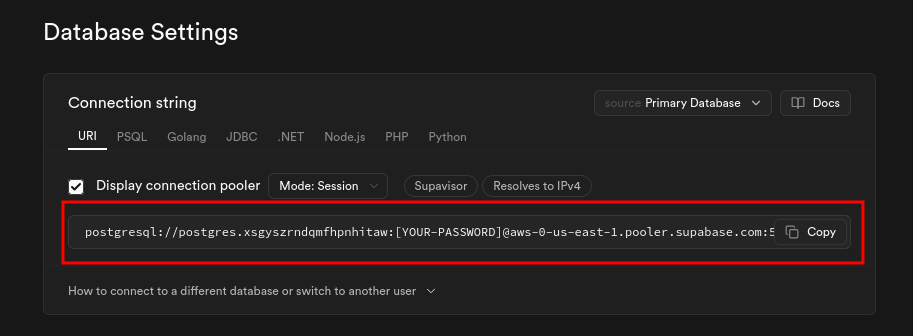 Database Settings
Connection string
source Primary Database
Docs
URI PSQL Golang JDBC .NET Node.js PHP Python
Display connection pooler Mode: Session Supavisor Resolves to IPv4
postgresql://postgres.xsgyszrndqmfhpnhitaw:[YOUR-PASSWORD]@aws-0-us-east-1.pooler.supabase.com:5 Copy
How to connect to a different database or switch to another user